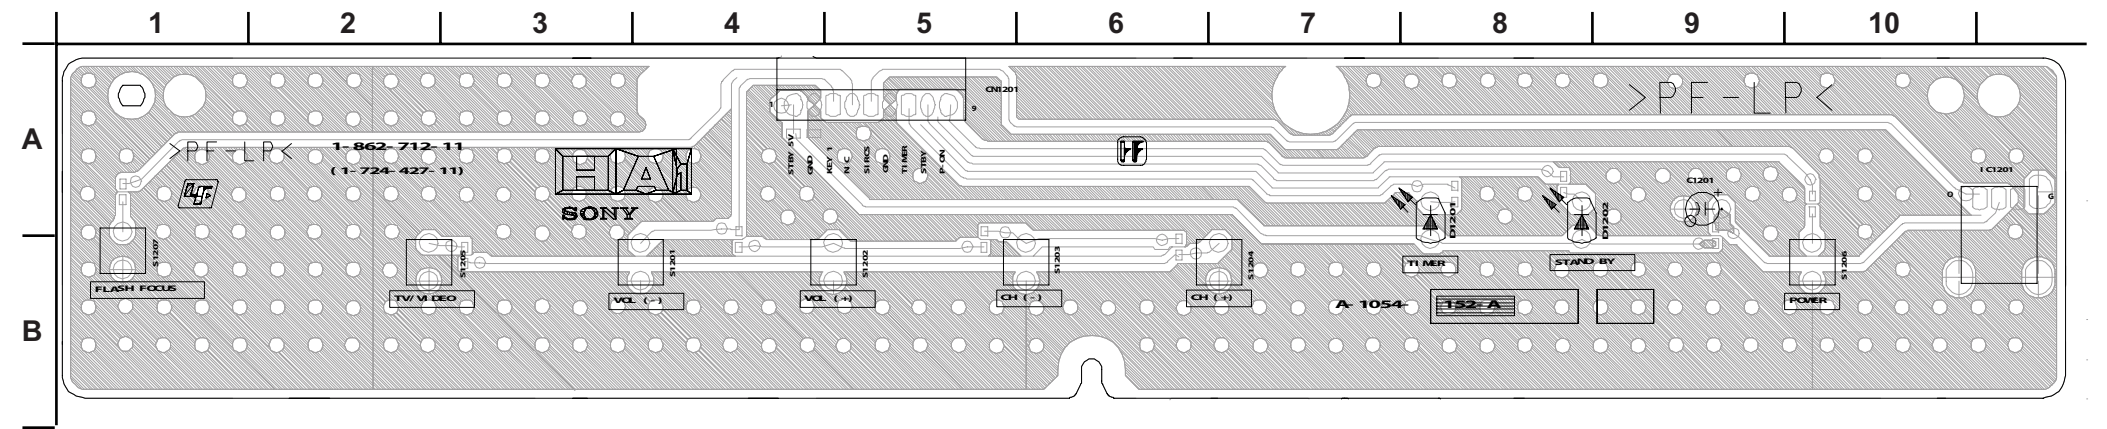 1 2 3 4 5 6 7 8 9 10
A
B
CN1201
1
9
>PF-LP<
>PF-LP<
1-862-712-11
(1-724-427-11)
HA1
SONY
STBY 5V
GND
KEY 1
NC
SIRCS
GND
TIMER
STBY
P-ON
C1201
+
IC1201
O
G
D1201
D1202
S1207
S1205
S1201
S1202
S1203
S1204
S1206
TIMER
STAND BY
FLASH FOCUS
TV/VIDEO
VOL (-)
VOL (+)
CH (-)
CH (+)
POWER
A-1054-
152-A